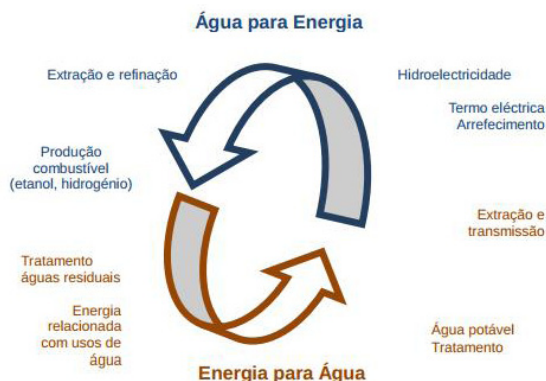 Água para Energia
Extração e refinação
Hidroelectricidade
Termo eléctrica
Arrefecimento
Produção
combustível
(etanol, hidrogénio)
Extração e
transmissão
Tratamento
águas residuais
Energia
relacionada
com usos de
água
Água potável
Tratamento
Energia para Água